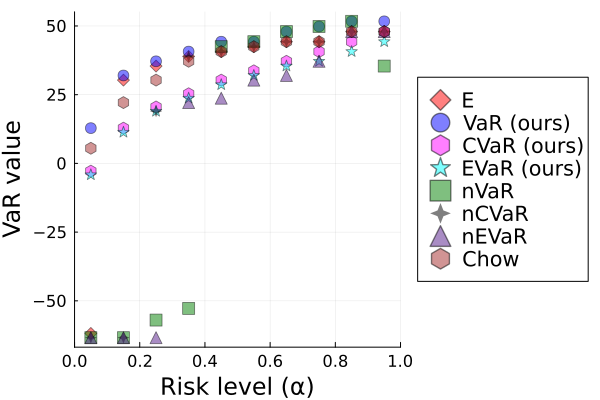 50
25
0
−25
−50
VaR value
0.0 0.2 0.4 0.6 0.8 1.0
Risk level (α)
E
VaR (ours)
CVaR (ours)
EVaR (ours)
nVaR
nCVaR
nEVaR
Chow